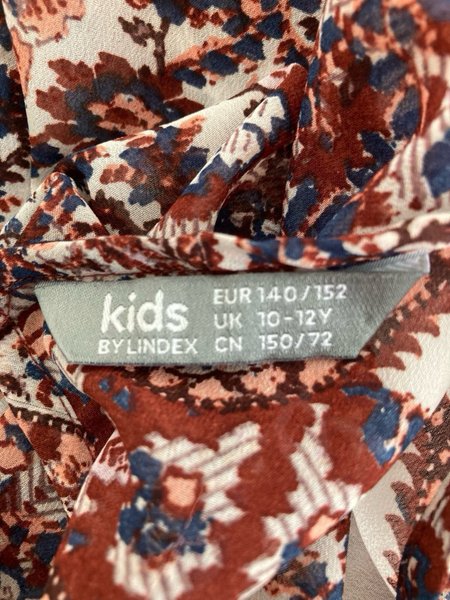 kids
BY LINDEX
EUR 140/152
UK 10-12Y
CN 150/72